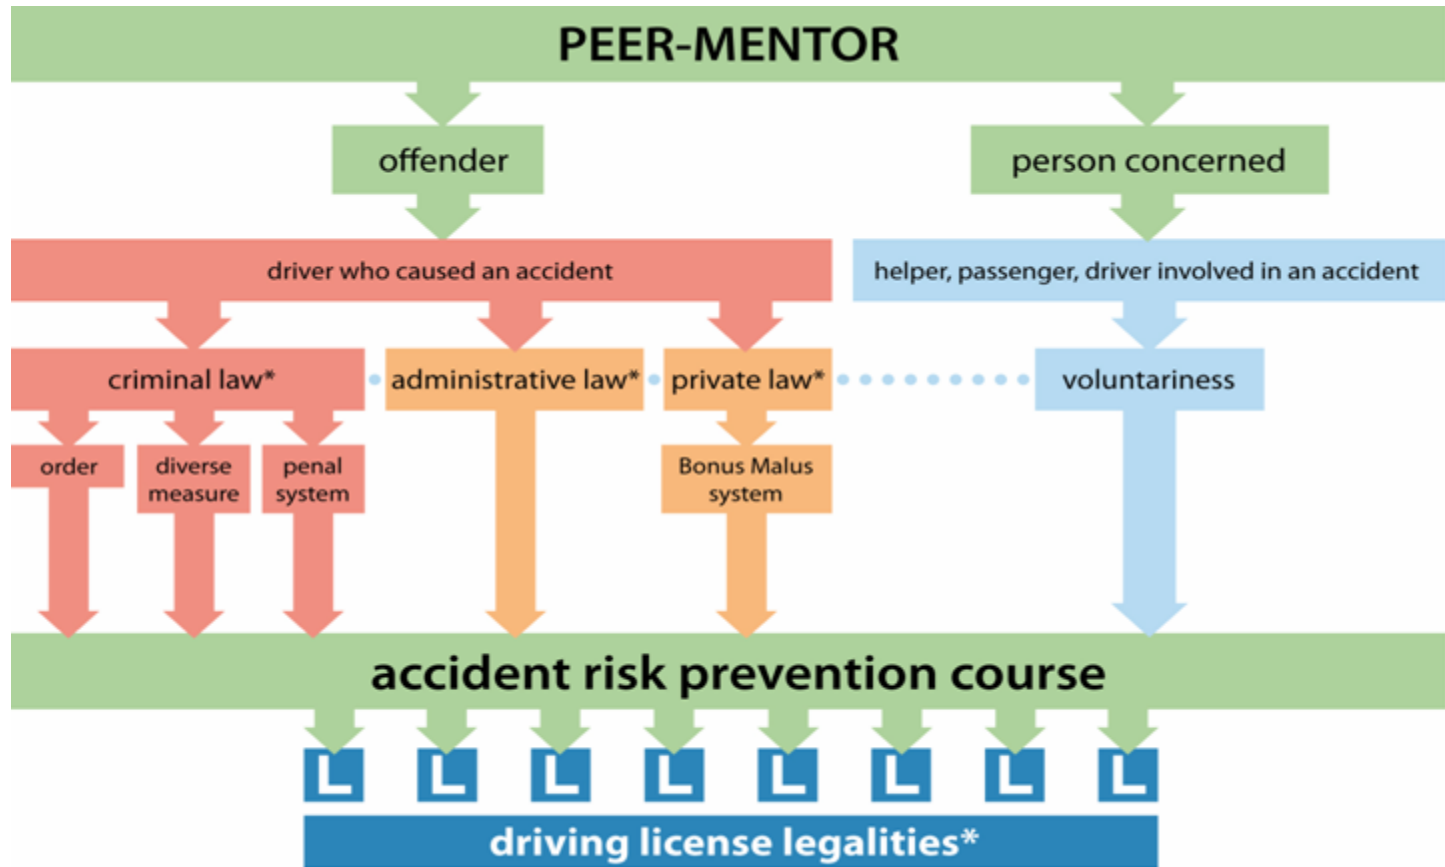 PEER-MENTOR
offender
person concerned
driver who caused an accident
helper, passenger, driver involved in an accident
criminal law*
administrative law*
private law*
voluntariness
order
diverse
measure
penal
system
Bonus Malus
system
accident risk prevention course
L L L L L L L L
driving license legalities*